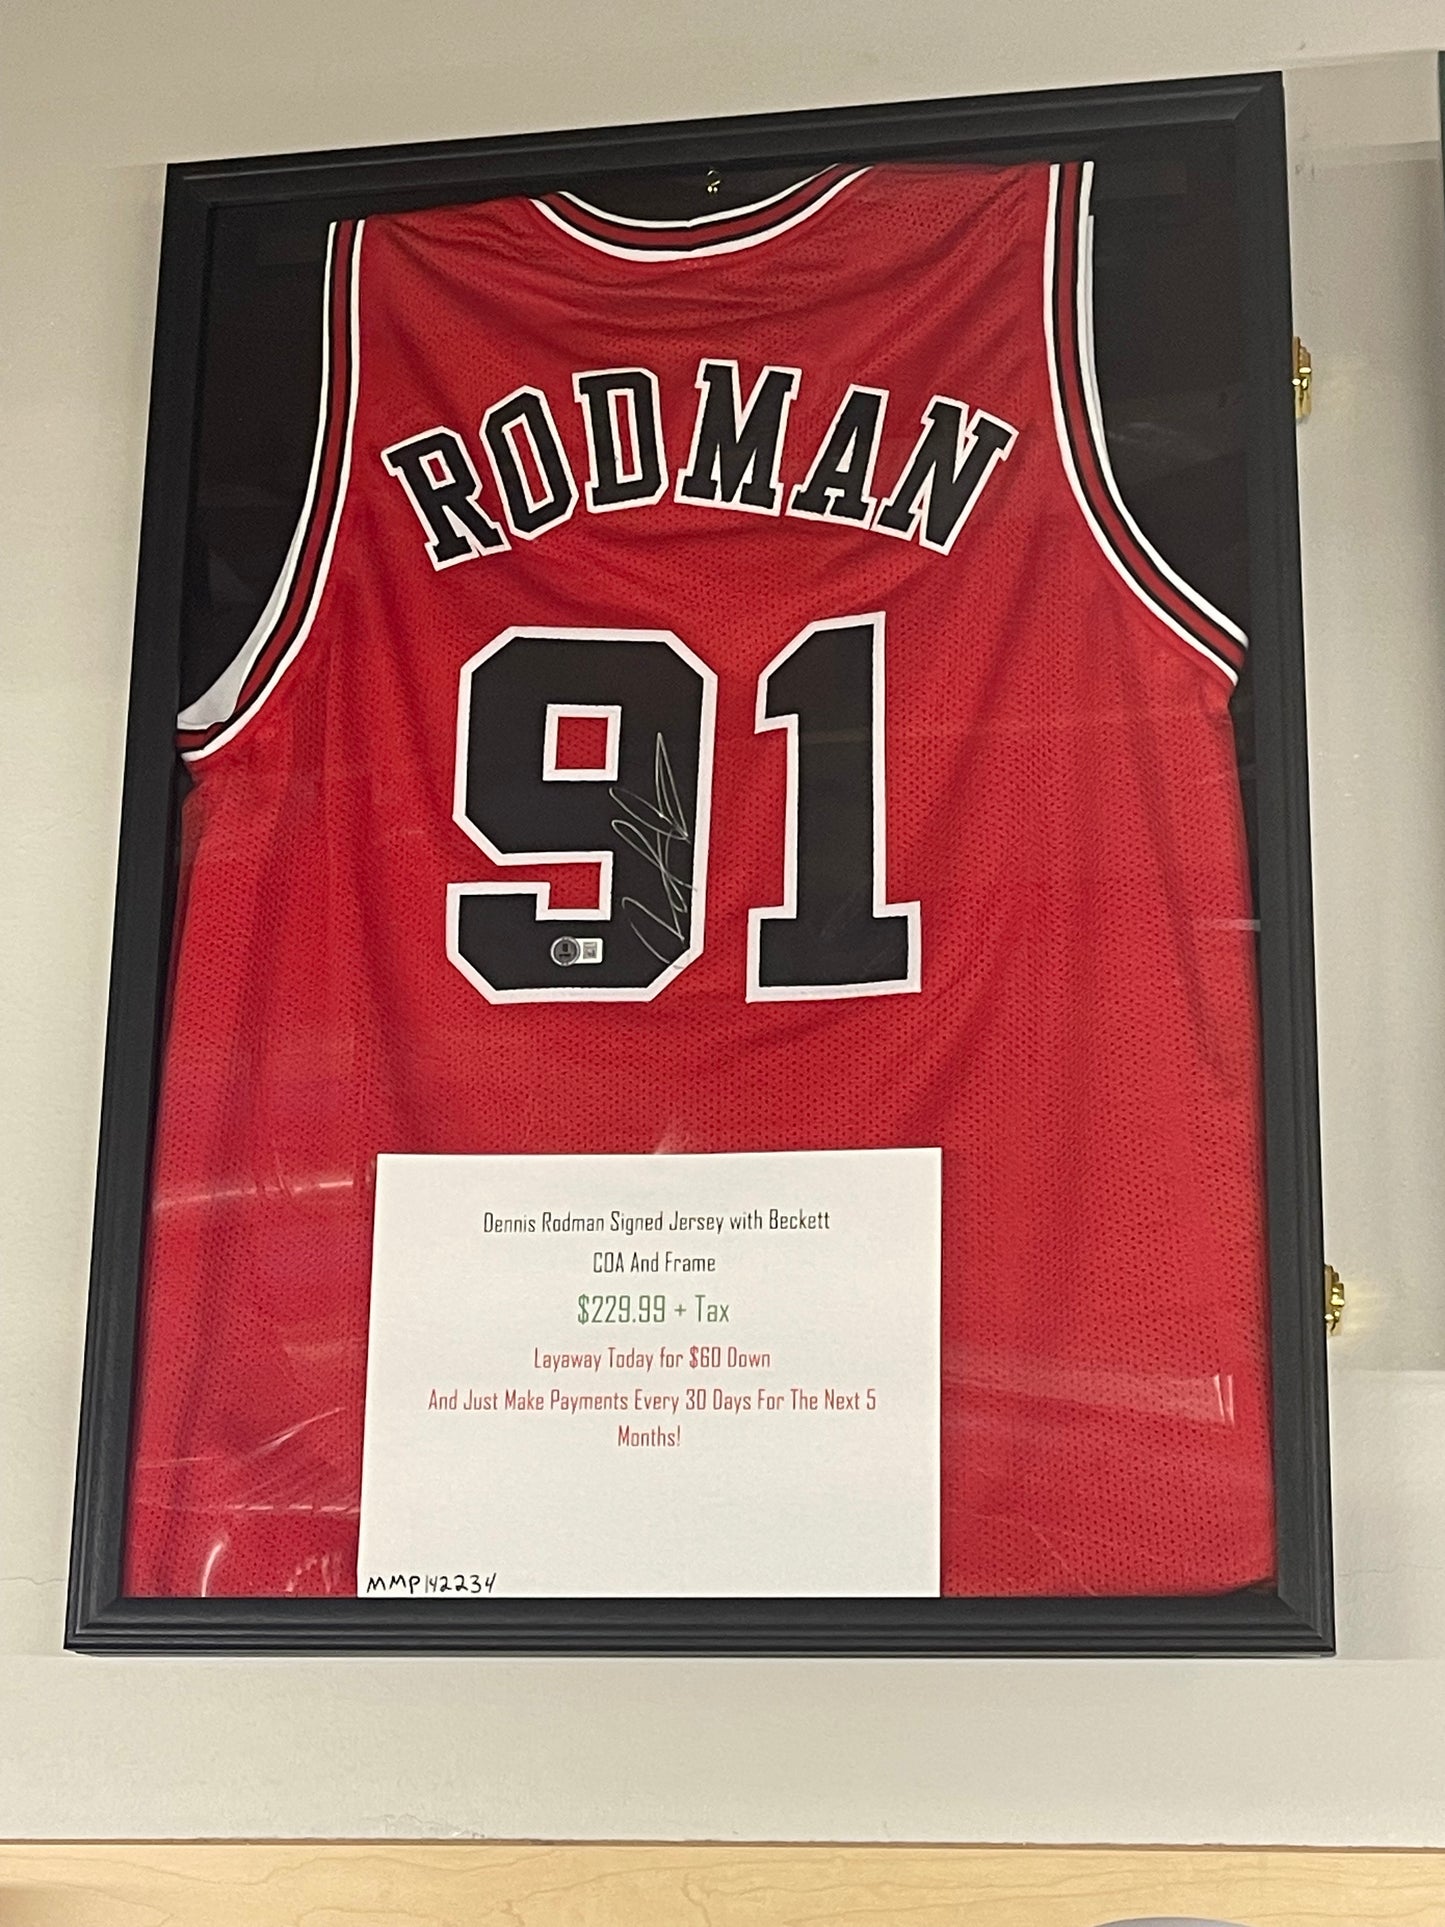 RODMAN
91
Dennis Rodman Signed Jersey with Beckett
COA And Frame
$229.99 + Tax
Layaway Today for $60 Down
And Just Make Payments Every 30 Days For The Next 5
Months!
MMP142234